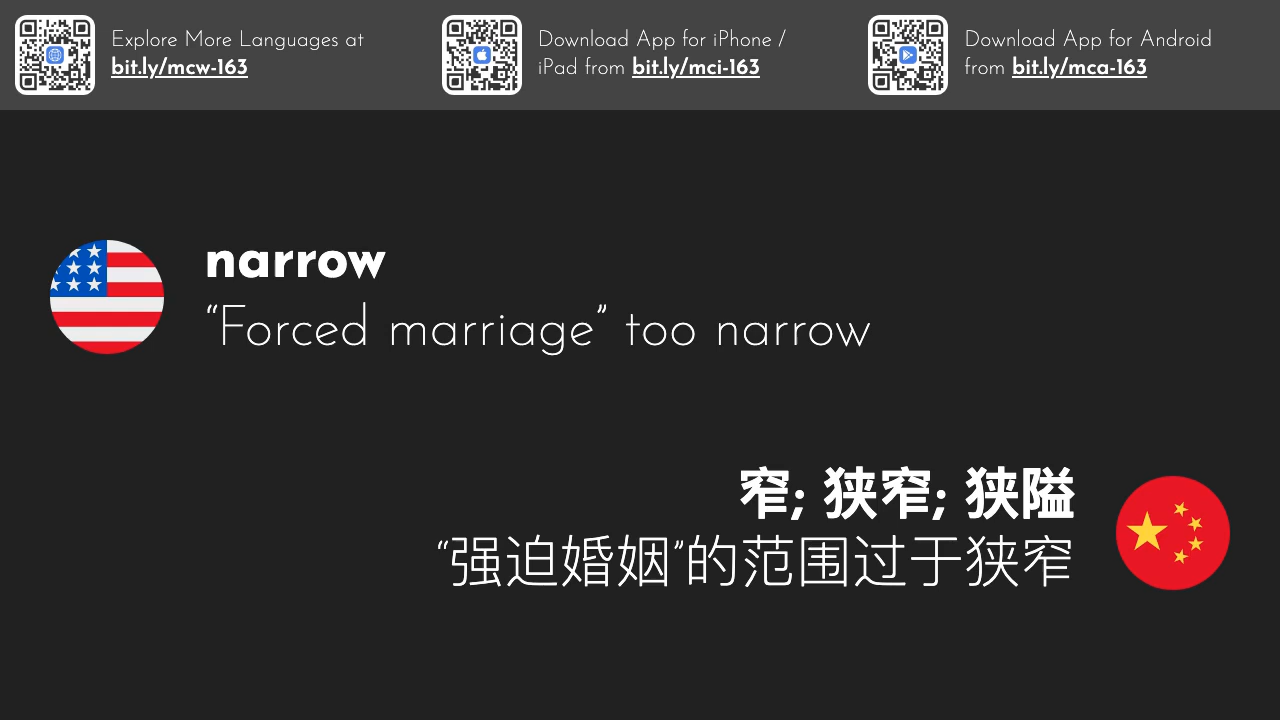 Explore More Languages at
bit.ly/mcw-163
Download App for iPhone /
iPad from bit.ly/mci-163
Download App for Android
from bit.ly/mca-163
narrow
“Forced marriage” too narrow
窄; 狭窄; 狭隘
“强迫婚姻”的范围过于狭窄